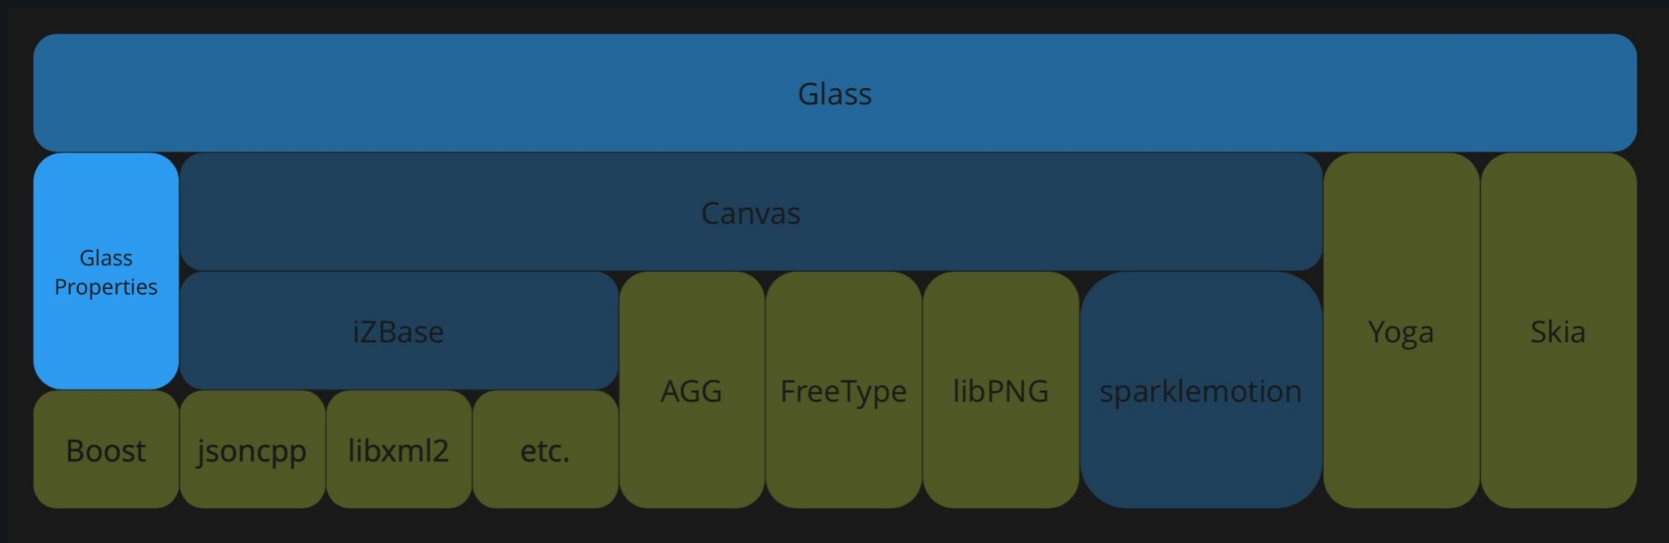 Glass
Glass
Properties
Canvas
iZBase
AGG
FreeType
libPNG
sparklemotion
Yoga
Skia
Boost
jsoncpp
libxml2
etc.